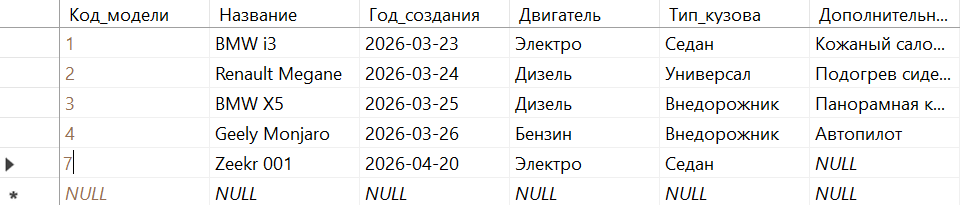 Код_модели Название Год_создания Двигатель Тип_кузова Дополнительн...
1 BMW i3 2026-03-23 Электро Седан Кожаный сало...
2 Renault Megane 2026-03-24 Дизель Универсал Подогрев сиде...
3 BMW X5 2026-03-25 Дизель Внедорожник Панорамная к...
4 Geely Monjaro 2026-03-26 Бензин Внедорожник Автопилот
7 Zeekr 001 2026-04-20 Электро Седан NULL
NULL NULL NULL NULL NULL NULL